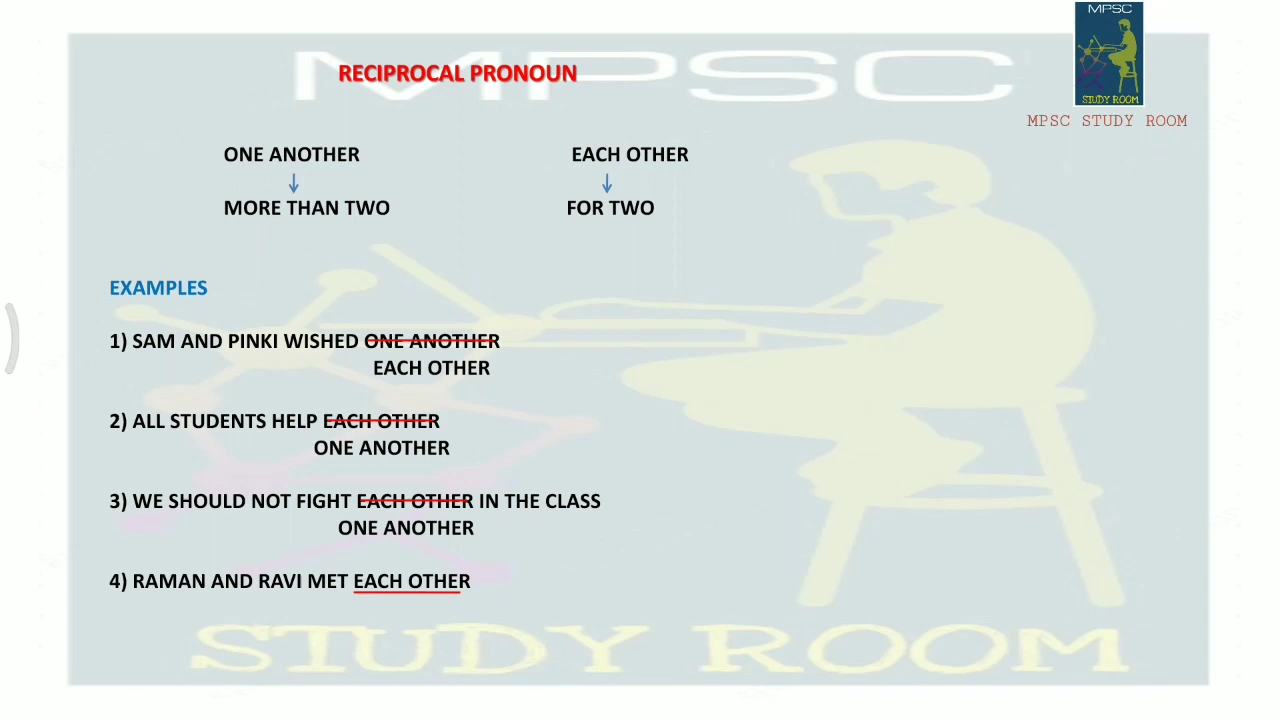 MPSC
STUDY ROOM
MPSC STUDY ROOM
MPSC
RECIPROCAL PRONOUN
ONE ANOTHER EACH OTHER
MORE THAN TWO FOR TWO
EXAMPLES
1) SAM AND PINKI WISHED ONE ANOTHER
EACH OTHER
2) ALL STUDENTS HELP EACH OTHER
ONE ANOTHER
3) WE SHOULD NOT FIGHT EACH OTHER IN THE CLASS
ONE ANOTHER
4) RAMAN AND RAVI MET EACH OTHER
STUDY ROOM